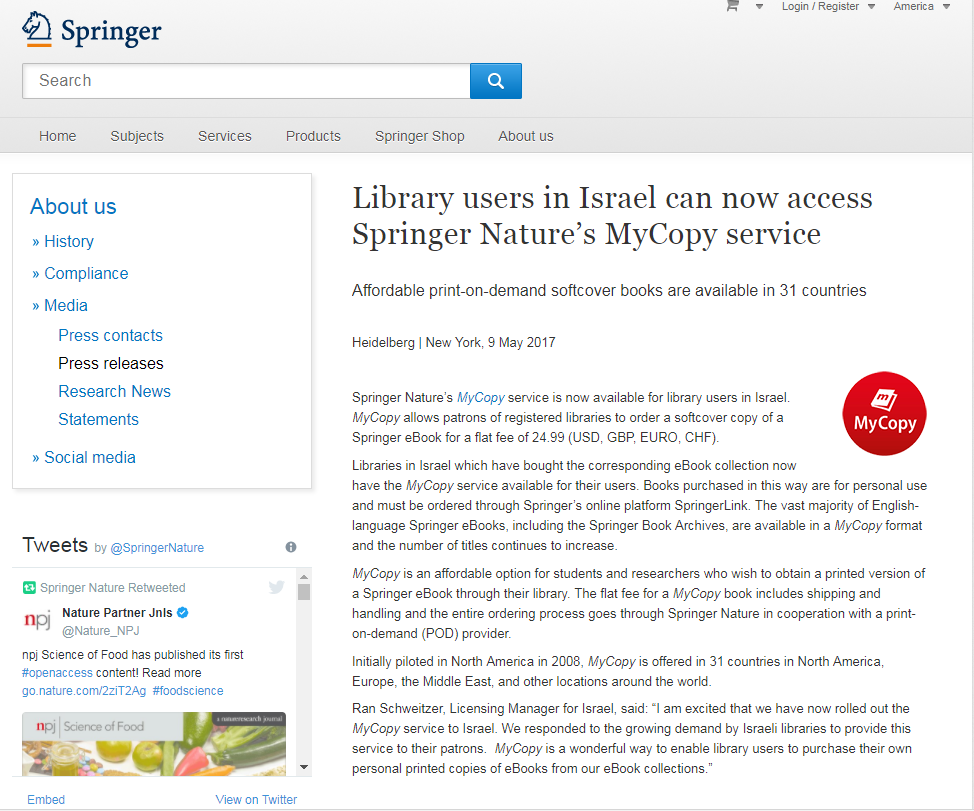 Login / Register
America
Springer
Search
Home Subjects Services Products Springer Shop About us
About us
» History
» Compliance
» Media
Press contacts
Press releases
Research News
Statements
» Social media
Tweets by @SpringerNature
Springer Nature Retweeted
npj
Nature Partner Jnls
@Nature_NPJ
npj Science of Food has published its first
#openaccess content! Read more
go.nature.com/2ziT2Ag #foodscience
a natureresearch journal
npj Science of Food
Embed
View on Twitter
Library users in Israel can now access
Springer Nature’s MyCopy service
Affordable print-on-demand softcover books are available in 31 countries
Heidelberg | New York, 9 May 2017
m
MyCopy
Springer Nature’s MyCopy service is now available for library users in Israel.
MyCopy allows patrons of registered libraries to order a softcover copy of a
Springer eBook for a flat fee of 24.99 (USD, GBP, EURO, CHF).
Libraries in Israel which have bought the corresponding eBook collection now
have the MyCopy service available for their users. Books purchased in this way are for personal use
and must be ordered through Springer’s online platform SpringerLink. The vast majority of English-
language Springer eBooks, including the Springer Book Archives, are available in a MyCopy format
and the number of titles continues to increase.
MyCopy is an affordable option for students and researchers who wish to obtain a printed version of
a Springer eBook through their library. The flat fee for a MyCopy book includes shipping and
handling and the entire ordering process goes through Springer Nature in cooperation with a print-
on-demand (POD) provider.
Initially piloted in North America in 2008, MyCopy is offered in 31 countries in North America,
Europe, the Middle East, and other locations around the world.
Ran Schweitzer, Licensing Manager for Israel, said: “I am excited that we have now rolled out the
MyCopy service to Israel. We responded to the growing demand by Israeli libraries to provide this
service to their patrons. MyCopy is a wonderful way to enable library users to purchase their own
personal printed copies of eBooks from our eBook collections.”